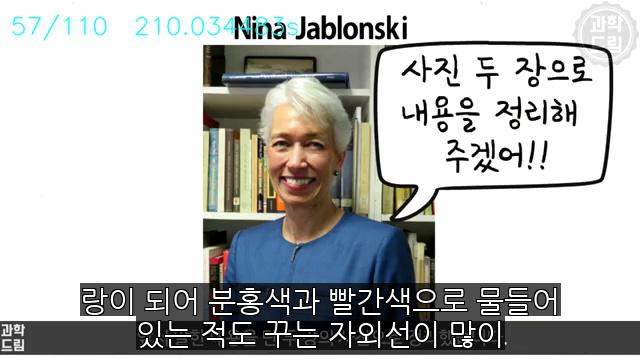 57/110 210.034483s
Nina Jablonski
과학
드림
사진 두 장으로
내용을 정리해
주겠어!!
랑이 되어 분홍색과 빨간색으로 물들어
있는 적도 끄는 자외선이 많이.
과학
드림